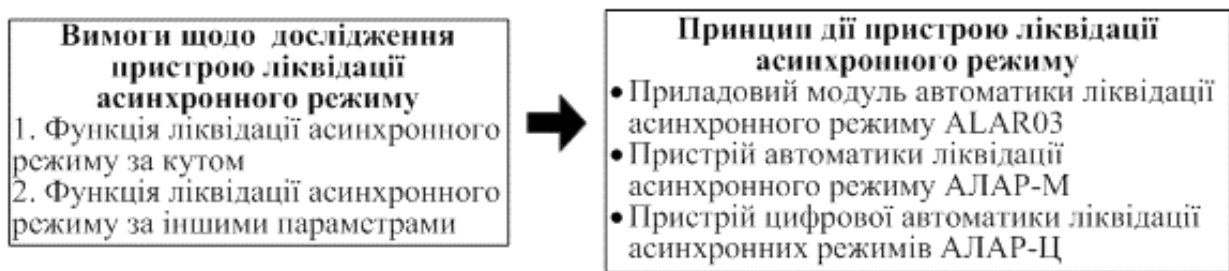 Вимоги щодо дослідження
пристрою ліквідації
асинхронного режиму
1. Функція ліквідації асинхронного
режиму за кутом
2. Функція ліквідації асинхронного
режиму за іншими параметрами
Принцип дії пристрою ліквідації
асинхронного режиму
• Приладовий модуль автоматики ліквідації
асинхронного режиму ALAR03
• Пристрій автоматики ліквідації
асинхронного режиму АЛАР-М
• Пристрій цифрової автоматики ліквідації
асинхронних режимів АЛАР-Ц